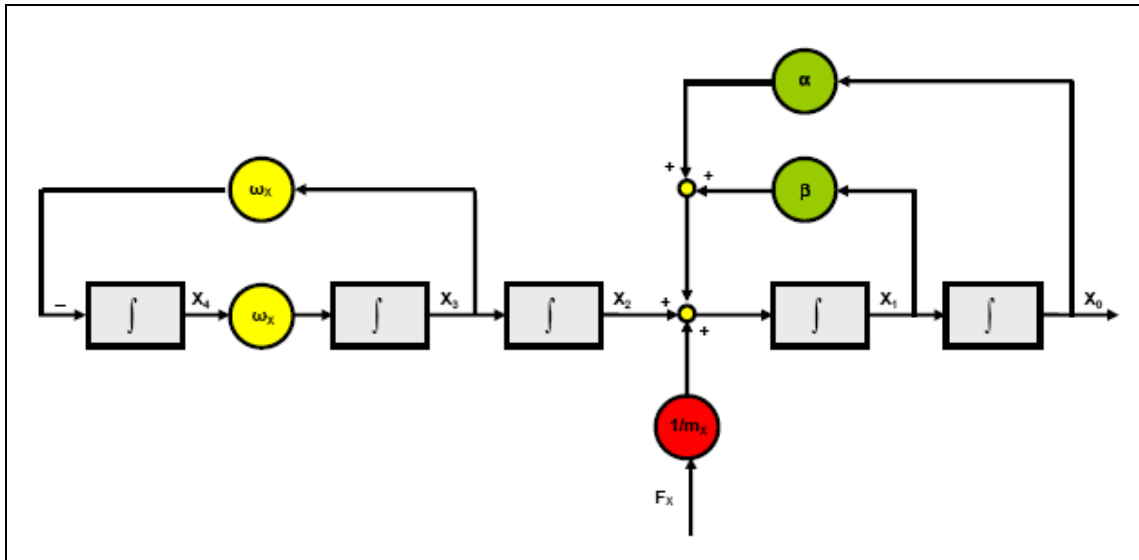 α
+ +
β
ωₓ
− ∫ X₄ ωₓ ∫ X₃ ∫ X₂ + + ∫ X₁ ∫ X₀
1/mₓ
Fₓ